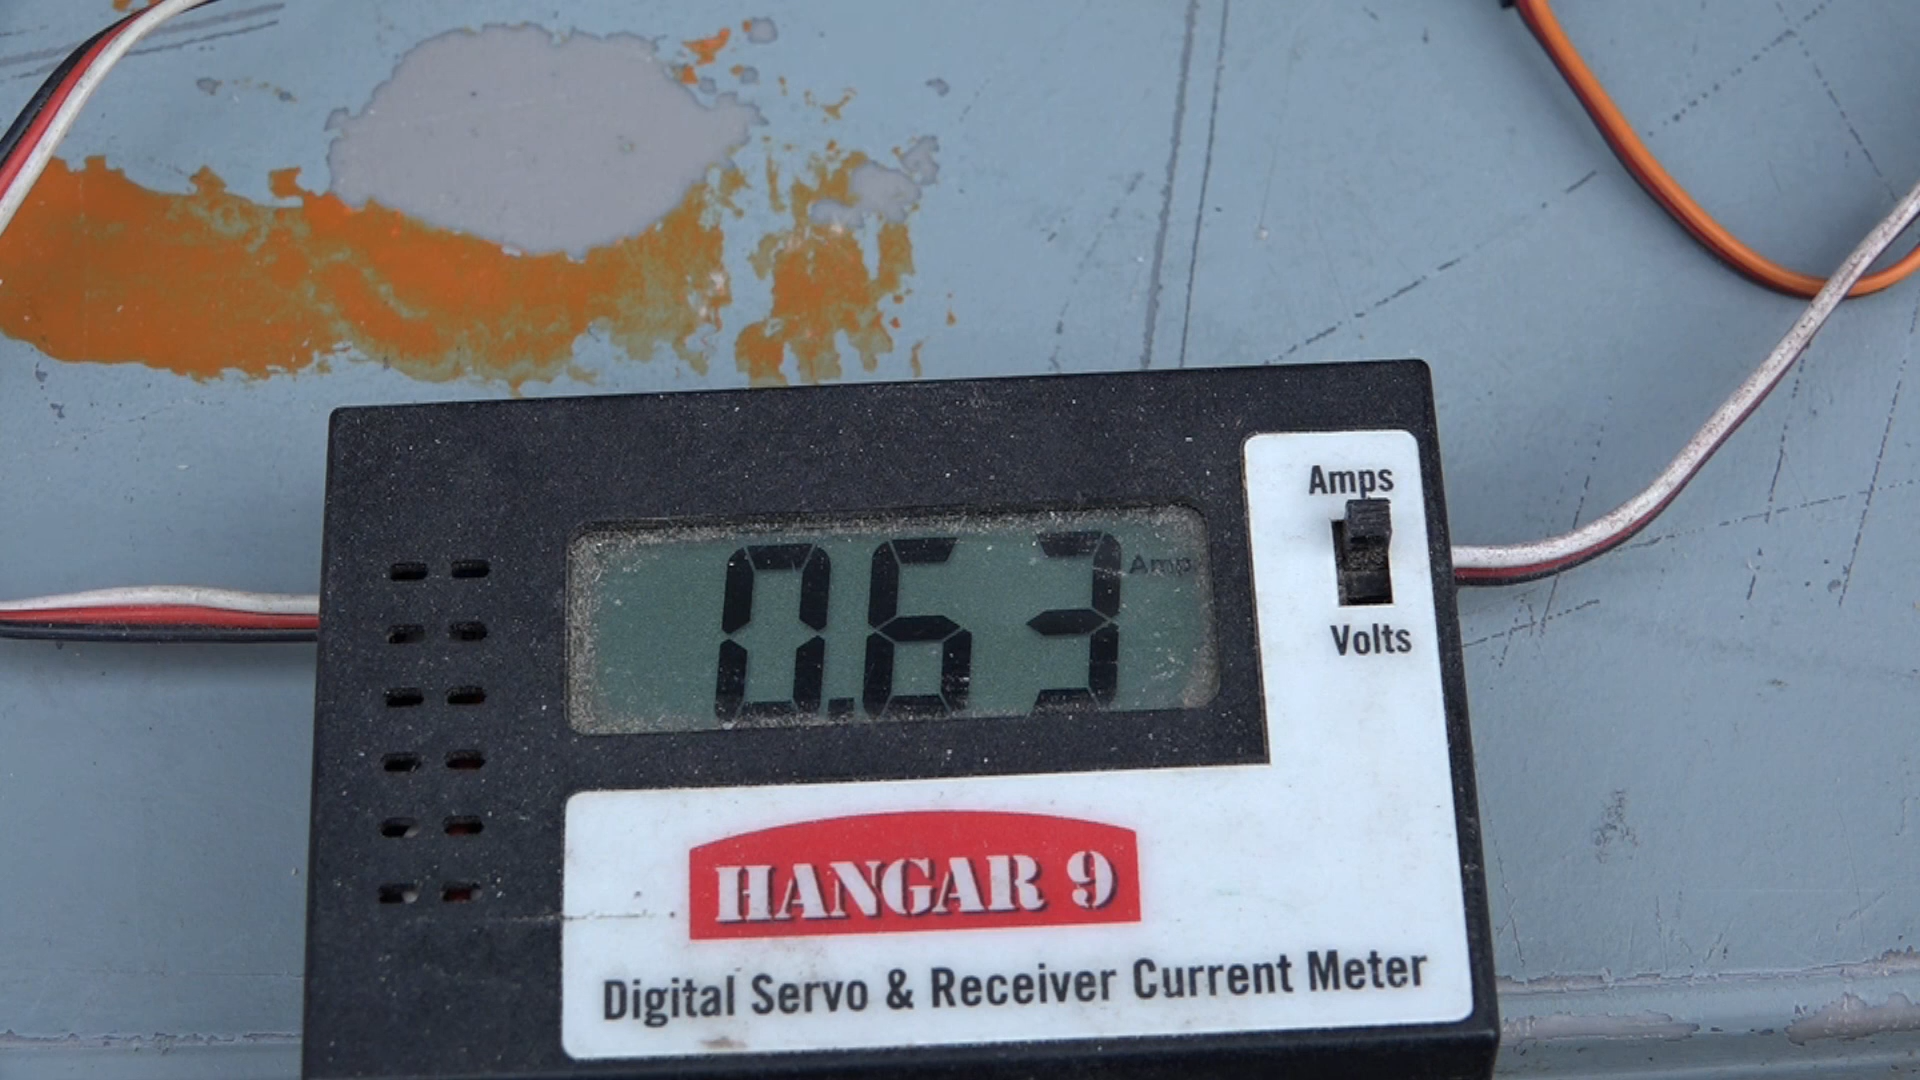 Amps
0.63 Amp
Volts
HANGAR 9
Digital Servo & Receiver Current Meter